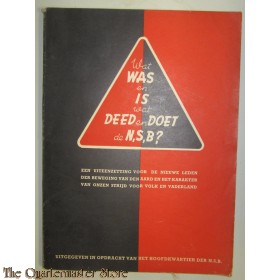 Wat
WAS
en
IS
wat
DEED en DOET
de N.S.B?
EEN UITEENZETTING VOOR DE NIEUWE LEDEN
DER BEWEGING VAN DEN AARD EN HET KARAKTER
VAN ONZEN STRIJD VOOR VOLK EN VADERLAND
UITGEGEVEN IN OPDRACHT VAN HET HOOFDKWARTIER DER N.S.B.
The Quartermaster ©